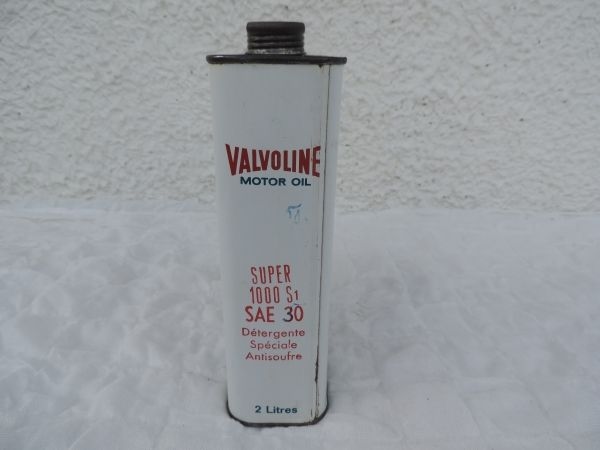 VALVOLINE
MOTOR OIL
SUPER
1000 S1
SAE 30
Détergente
Spéciale
Antisoufre
2 Litres